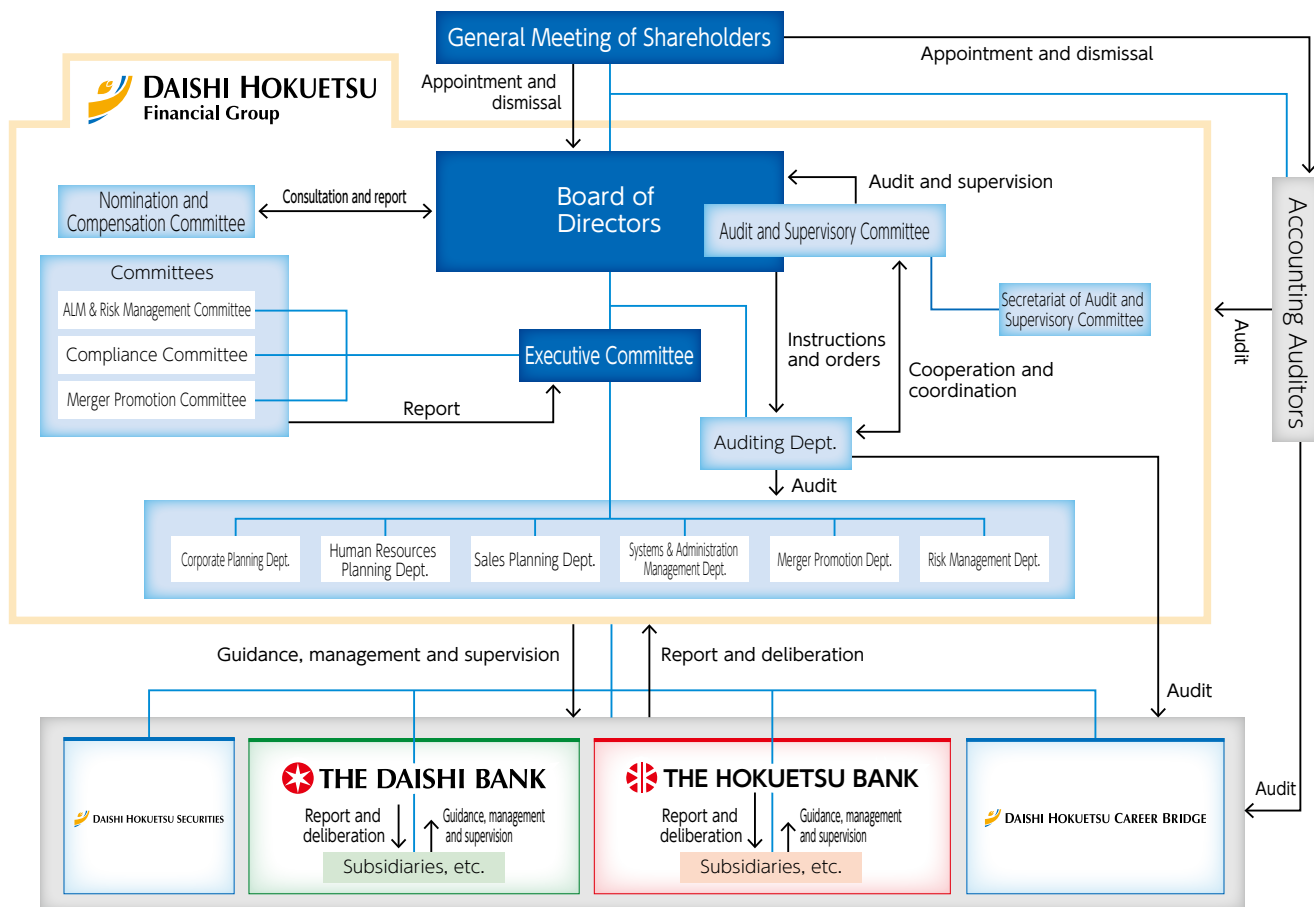 General Meeting of Shareholders
Appointment and dismissal
Appointment and
dismissal
DAISHI HOKUETSU
Financial Group
Nomination and
Compensation Committee
Consultation and report
Board of
Directors
Audit and supervision
Audit and Supervisory Committee
Accounting Auditors
Committees
ALM & Risk Management Committee
Compliance Committee
Merger Promotion Committee
Report
Executive Committee
Instructions
and orders
Cooperation and
coordination
Secretariat of Audit and
Supervisory Committee
Audit
Auditing Dept.
Audit
Corporate Planning Dept.
Human Resources
Planning Dept.
Sales Planning Dept.
Systems & Administration
Management Dept.
Merger Promotion Dept.
Risk Management Dept.
Guidance, management and supervision
Report and deliberation
Audit
Audit
DAISHI HOKUETSU SECURITIES
THE DAISHI BANK
Report and
deliberation
Guidance, management
and supervision
Subsidiaries, etc.
THE HOKUETSU BANK
Report and
deliberation
Guidance, management
and supervision
Subsidiaries, etc.
DAISHI HOKUETSU CAREER BRIDGE